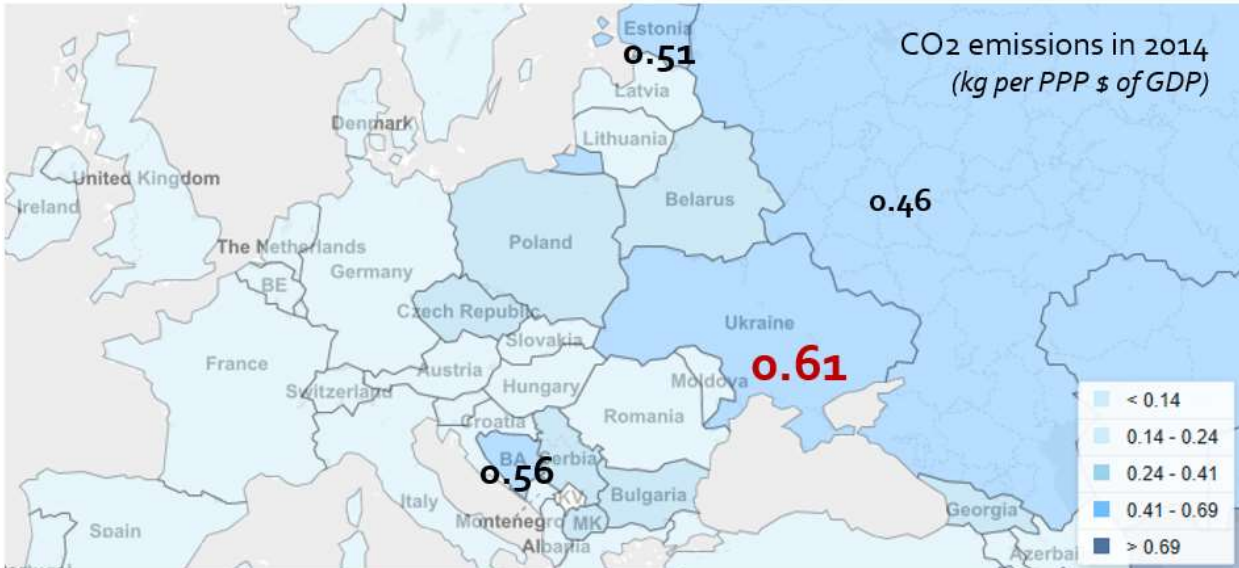 Estonia
0.51
CO2 emissions in 2014
(kg per PPP $ of GDP)
Latvia
Denmark
Lithuania
United Kingdom
Ireland
Belarus
0.46
The Netherlands
Poland
Germany
BE
Czech Republic
Ukraine
Slovakia
France
Austria
0.61
Switzerland
Hungary
Moldova
Romania
Croatia
BA
Serbia
0.56
KV
Bulgaria
Italy
Montenegro
MK
Georgia
Spain
Albania
< 0.14
0.14 - 0.24
0.24 - 0.41
0.41 - 0.69
> 0.69